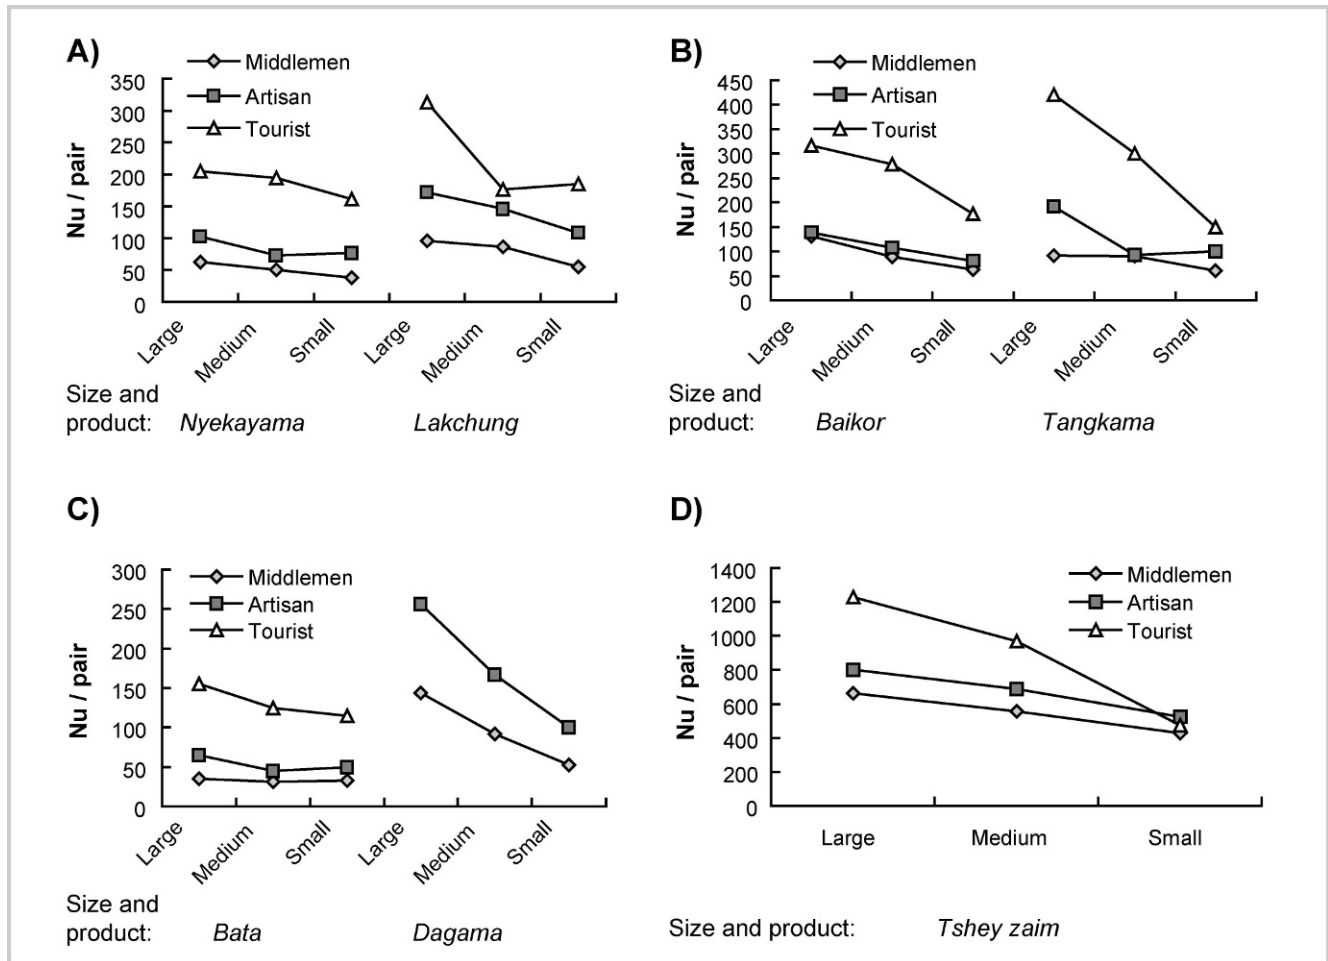 A)
Middlemen
Artisan
Tourist
Nu / pair
350
300
250
200
150
100
50
0
Large
Medium
Small
Large
Medium
Small
Size and
product: Nyekayama Lakchung
B)
Middlemen
Artisan
Tourist
Nu / pair
450
400
350
300
250
200
150
100
50
0
Large
Medium
Small
Large
Medium
Small
Size and
product: Baikor Tangkama
C)
Middlemen
Artisan
Tourist
Nu / pair
300
250
200
150
100
50
0
Large
Medium
Small
Large
Medium
Small
Size and
product: Bata Dagama
D)
Middlemen
Artisan
Tourist
Nu / pair
1400
1200
1000
800
600
400
200
0
Large Medium Small
Size and product: Tshey zaim